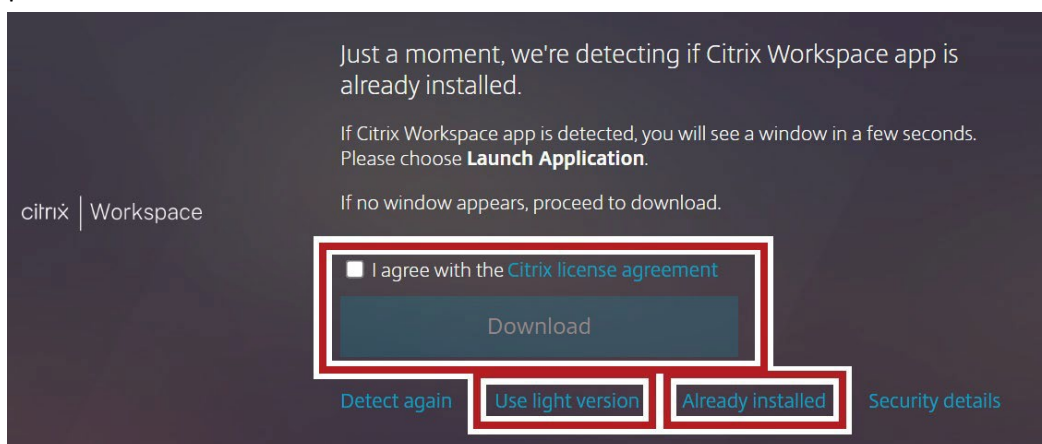 Just a moment, we're detecting if Citrix Workspace app is
already installed.
If Citrix Workspace app is detected, you will see a window in a few seconds.
Please choose Launch Application.
citrix | Workspace
If no window appears, proceed to download.
I agree with the Citrix license agreement
Download
Detect again Use light version Already installed Security details